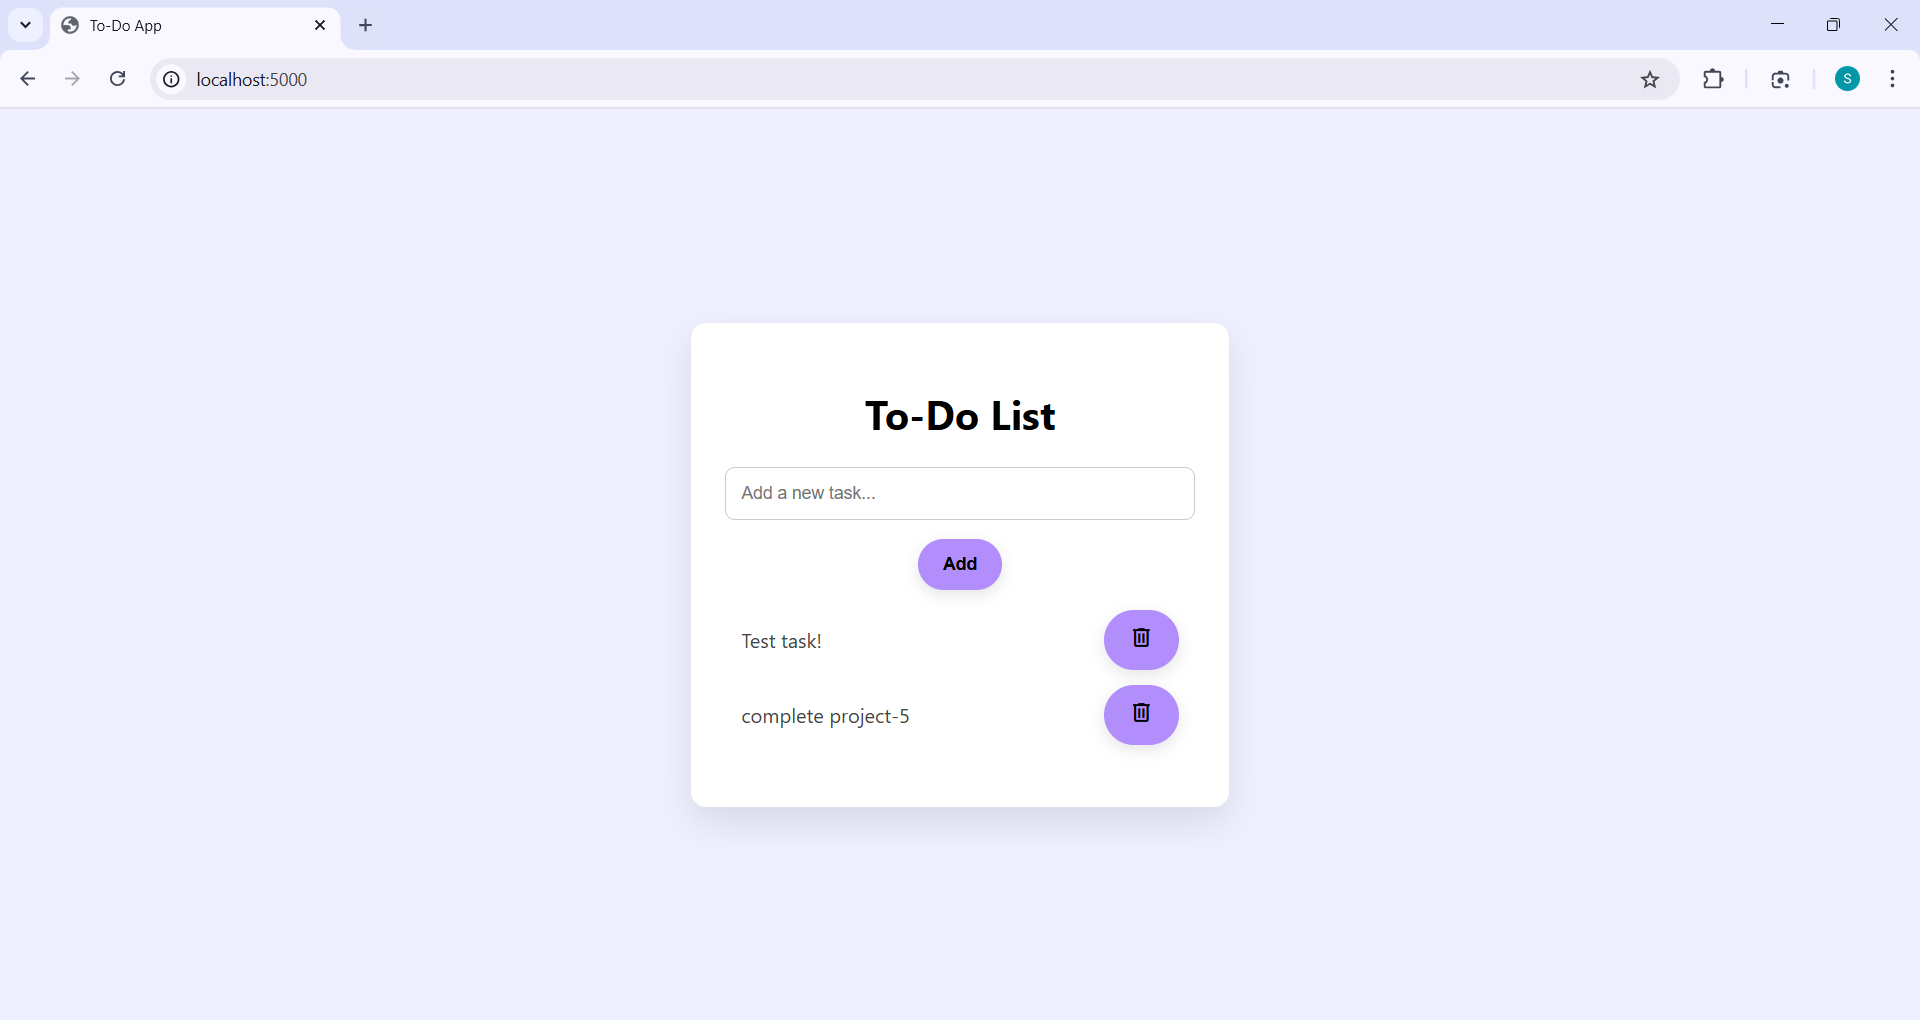 To-Do App
localhost:5000
S
To-Do List
Add a new task...
Add
Test task!
complete project-5